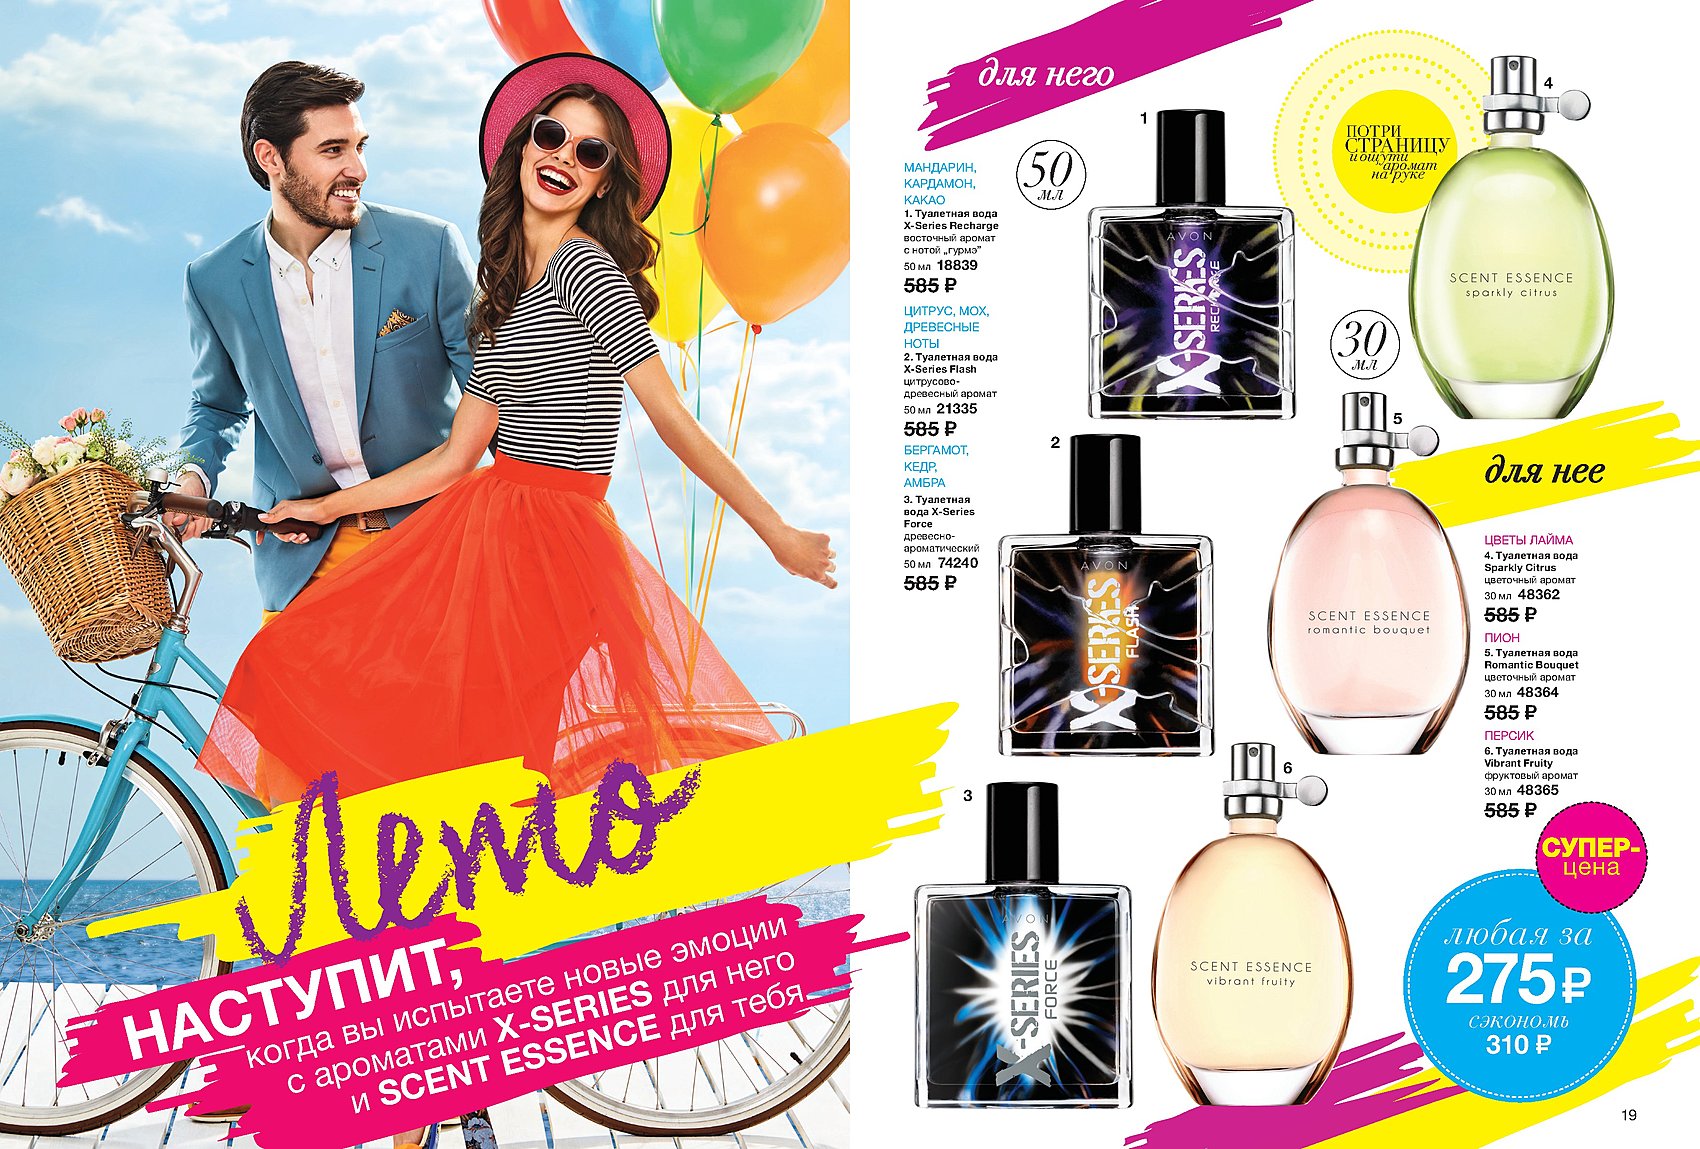 Лето
НАСТУПИТ,
когда вы испытаете новые эмоции
с ароматами X-SERIES для него
и SCENT ESSENCE для тебя
для него
50
МЛ
МАНДАРИН,
КАРДАМОН,
КАКАО
1. Туалетная вода
X-Series Recharge
восточный аромат
с нотой „гурмэ"
50 мл 18839
585 ₽
ЦИТРУС, МОХ,
ДРЕВЕСНЫЕ
НОТЫ
2. Туалетная вода
X-Series Flash
цитрусово-
древесный аромат
50 мл 21335
585 ₽
БЕРГАМОТ,
КЕДР,
АМБРА
3. Туалетная
вода X-Series
Force
древесно-
ароматический
50 мл 74240
585 ₽
1
AVON
X-SERIES
RECHARGE
2
AVON
X-SERIES
FLASH
3
AVON
X-SERIES
FORCE
ПОТРИ
СТРАНИЦУ
и ощути
аромат
на руке
4
SCENT ESSENCE
sparkly citrus
30
МЛ
5
SCENT ESSENCE
romantic bouquet
6
SCENT ESSENCE
vibrant fruity
для нее
ЦВЕТЫ ЛАЙМА
4. Туалетная вода
Sparkly Citrus
цветочный аромат
30 мл 48362
585 ₽
ПИОН
5. Туалетная вода
Romantic Bouquet
цветочный аромат
30 мл 48364
585 ₽
ПЕРСИК
6. Туалетная вода
Vibrant Fruity
фруктовый аромат
30 мл 48365
585 ₽
СУПЕР-
цена
любая за
275 ₽
сэкономь
310 ₽
19